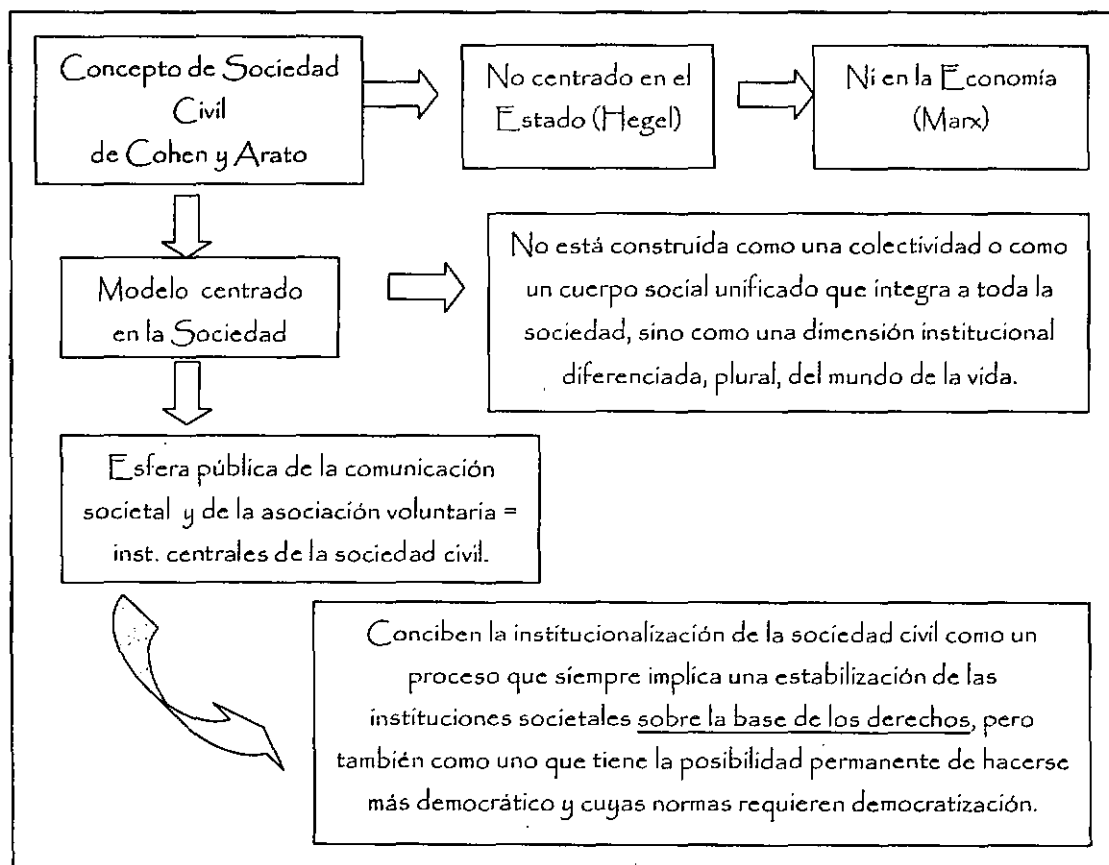 Concepto de Sociedad
Civil
de Cohen y Arato
No centrado en el
Estado (Hegel)
Ni en la Economía
(Marx)
Modelo centrado
en la Sociedad
No está construida como una colectividad o como
un cuerpo social unificado que integra a toda la
sociedad, sino como una dimensión institucional
diferenciada, plural, del mundo de la vida.
Esfera pública de la comunicación
societal y de la asociación voluntaria =
inst. centrales de la sociedad civil.
Conciben la institucionalización de la sociedad civil como un
proceso que siempre implica una estabilización de las
instituciones societales sobre la base de los derechos, pero
también como uno que tiene la posibilidad permanente de hacerse
más democrático y cuyas normas requieren democratización.